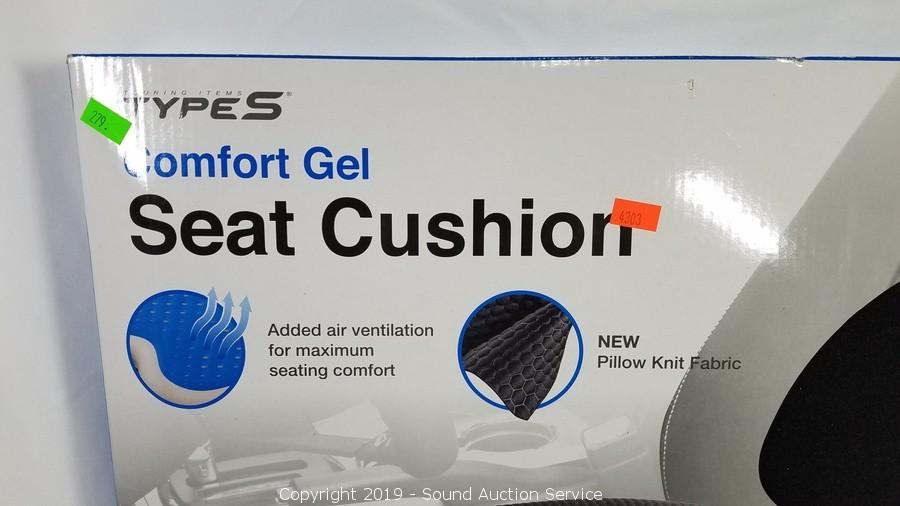 TOURING ITEMS
TYPE S®
279.
Comfort Gel
Seat Cushion
4303
Added air ventilation
for maximum
seating comfort
NEW
Pillow Knit Fabric
Copyright 2019 - Sound Auction Service